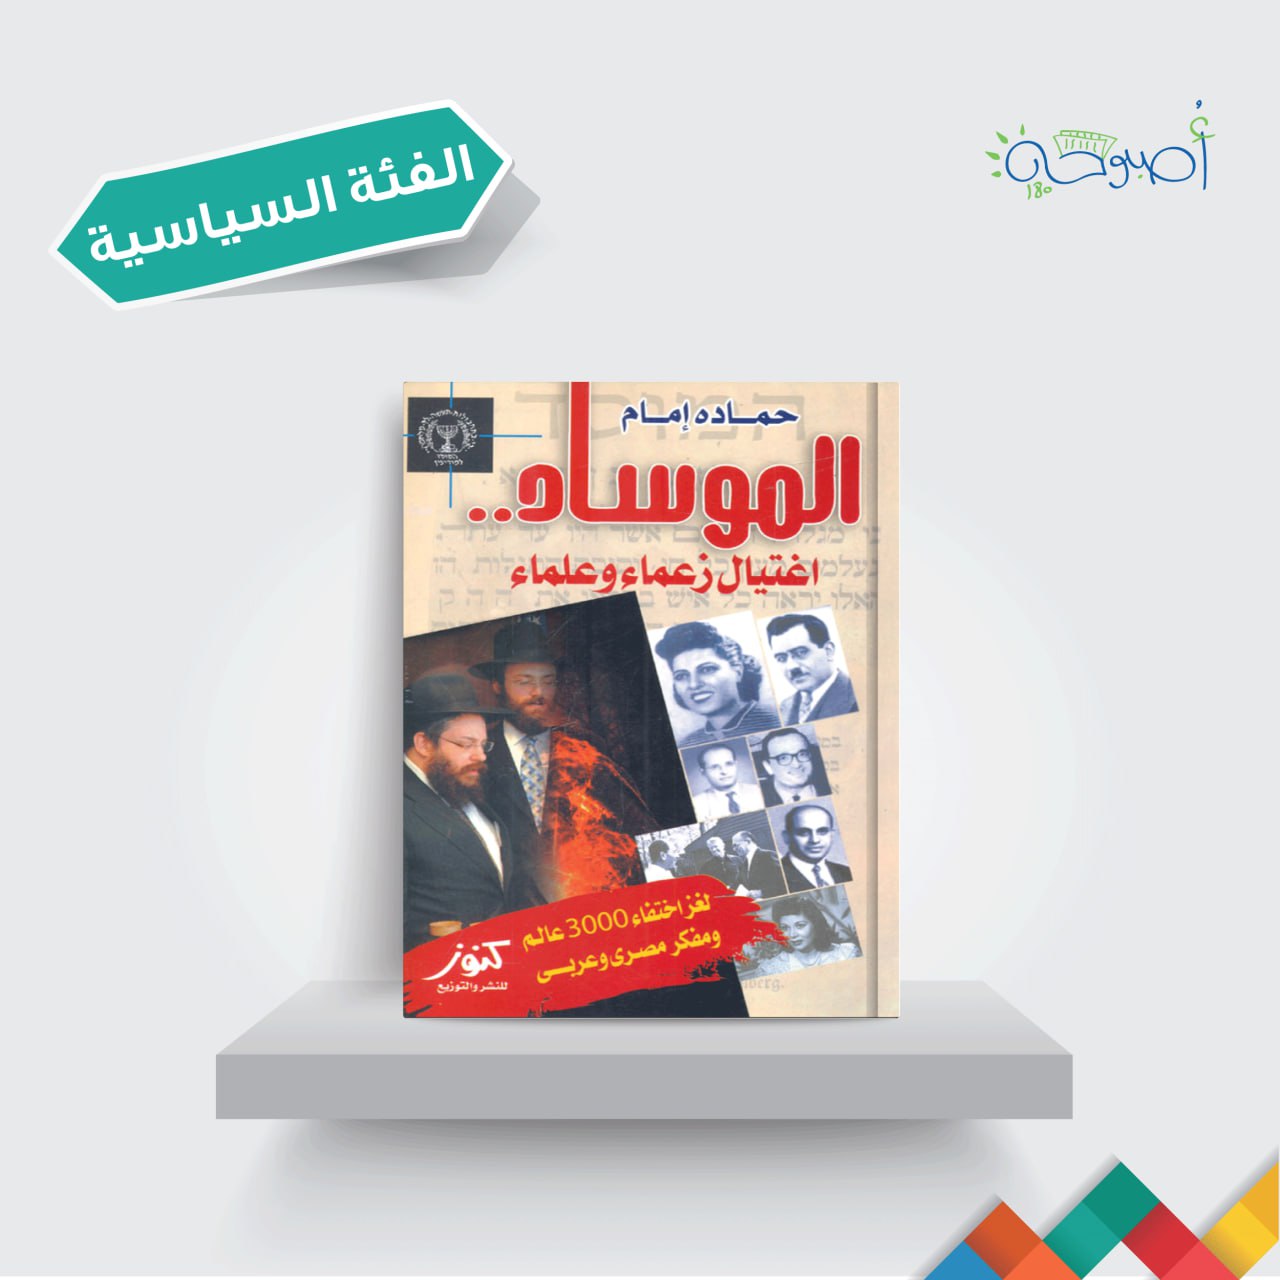 أصبوحة
١٨٠
الفئة السياسية
حماده إمام
الموساد..
اغتيال زعماء وعلماء
لغز اختفاء 3000 عالم
ومفكر مصرى وعربى
كنوز
للنشر والتوزيع